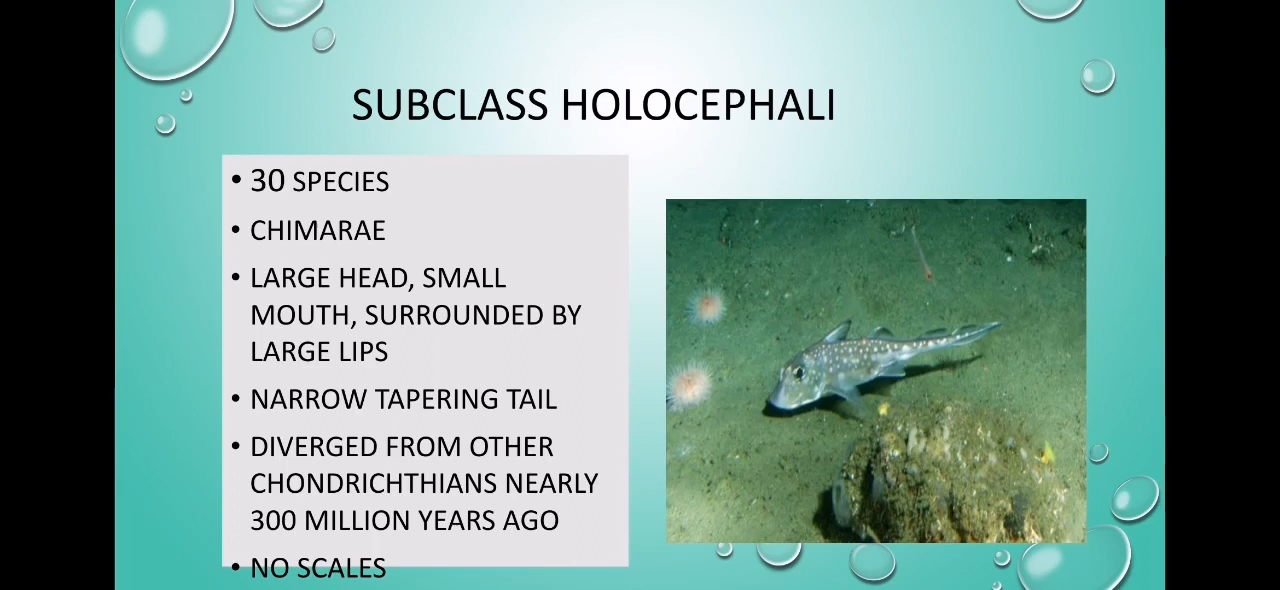 SUBCLASS HOLOCEPHALI
• 30 SPECIES
• CHIMARAE
• LARGE HEAD, SMALL
MOUTH, SURROUNDED BY
LARGE LIPS
• NARROW TAPERING TAIL
• DIVERGED FROM OTHER
CHONDRICHTHIANS NEARLY
300 MILLION YEARS AGO
• NO SCALES